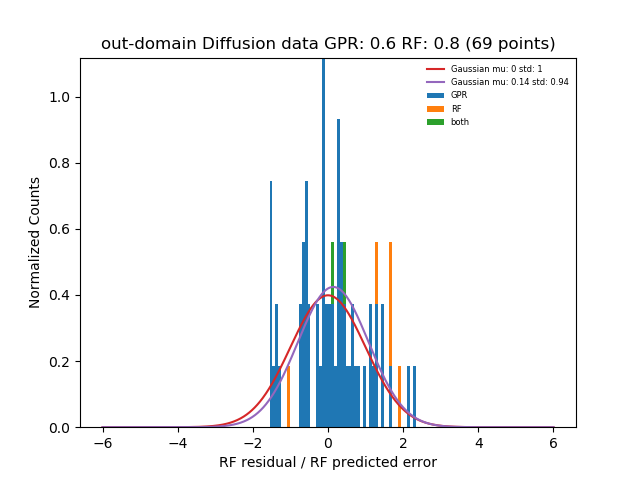 out-domain Diffusion data GPR: 0.6 RF: 0.8 (69 points)
Gaussian mu: 0 std: 1
Gaussian mu: 0.14 std: 0.94
GPR
RF
both
Normalized Counts
1.0
0.8
0.6
0.4
0.2
0.0
−6 −4 −2 0 2 4 6
RF residual / RF predicted error